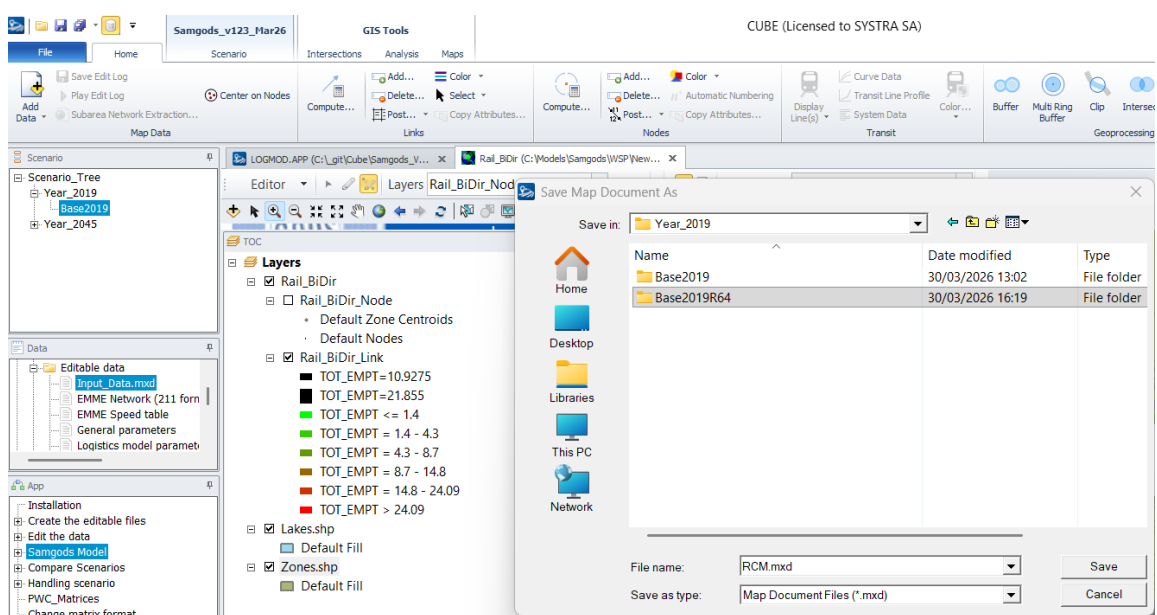 Samgods_v123_Mar26
GIS Tools
CUBE (Licensed to SYSTRA SA)
File
Home
Scenario
Intersections
Analysis
Maps
Add Data
Save Edit Log
Play Edit Log
Subarea Network Extraction...
Center on Nodes
Map Data
Compute...
Add...
Delete...
Post...
Color
Select
Copy Attributes...
Links
Compute...
Add...
Delete...
Post...
Color
Automatic Numbering
Copy Attributes...
Nodes
Display Line(s)
Curve Data
Transit Line Profile
System Data
Color...
Transit
Buffer
Multi Ring Buffer
Clip
Intersec
Geoprocessing
Scenario
Scenario_Tree
Year_2019
Base2019
Year_2045
Data
Editable data
Input_Data.mxd
EMME Network (211 forn
EMME Speed table
General parameters
Logistics model paramete
App
Installation
Create the editable files
Edit the data
Samgods Model
Compare Scenarios
Handling scenario
PWC_Matrices
Change matrix format
LOGMOD.APP (C:\_git\Cube\Samgods_V...
Rail_BiDir (C:\Models\Samgods\WSP\New...
Editor
Layers
Rail_BiDir_Nod
TOC
Layers
Rail_BiDir
Rail_BiDir_Node
Default Zone Centroids
Default Nodes
Rail_BiDir_Link
TOT_EMPT=10.9275
TOT_EMPT=21.855
TOT_EMPT <= 1.4
TOT_EMPT = 1.4 - 4.3
TOT_EMPT = 4.3 - 8.7
TOT_EMPT = 8.7 - 14.8
TOT_EMPT = 14.8 - 24.09
TOT_EMPT > 24.09
Lakes.shp
Default Fill
Zones.shp
Default Fill
Save Map Document As
Save in:
Year_2019
Home
Desktop
Libraries
This PC
Network
Name
Date modified
Type
Base2019
30/03/2026 13:02
File folder
Base2019R64
30/03/2026 16:19
File folder
File name:
RCM.mxd
Save
Save as type:
Map Document Files (*.mxd)
Cancel